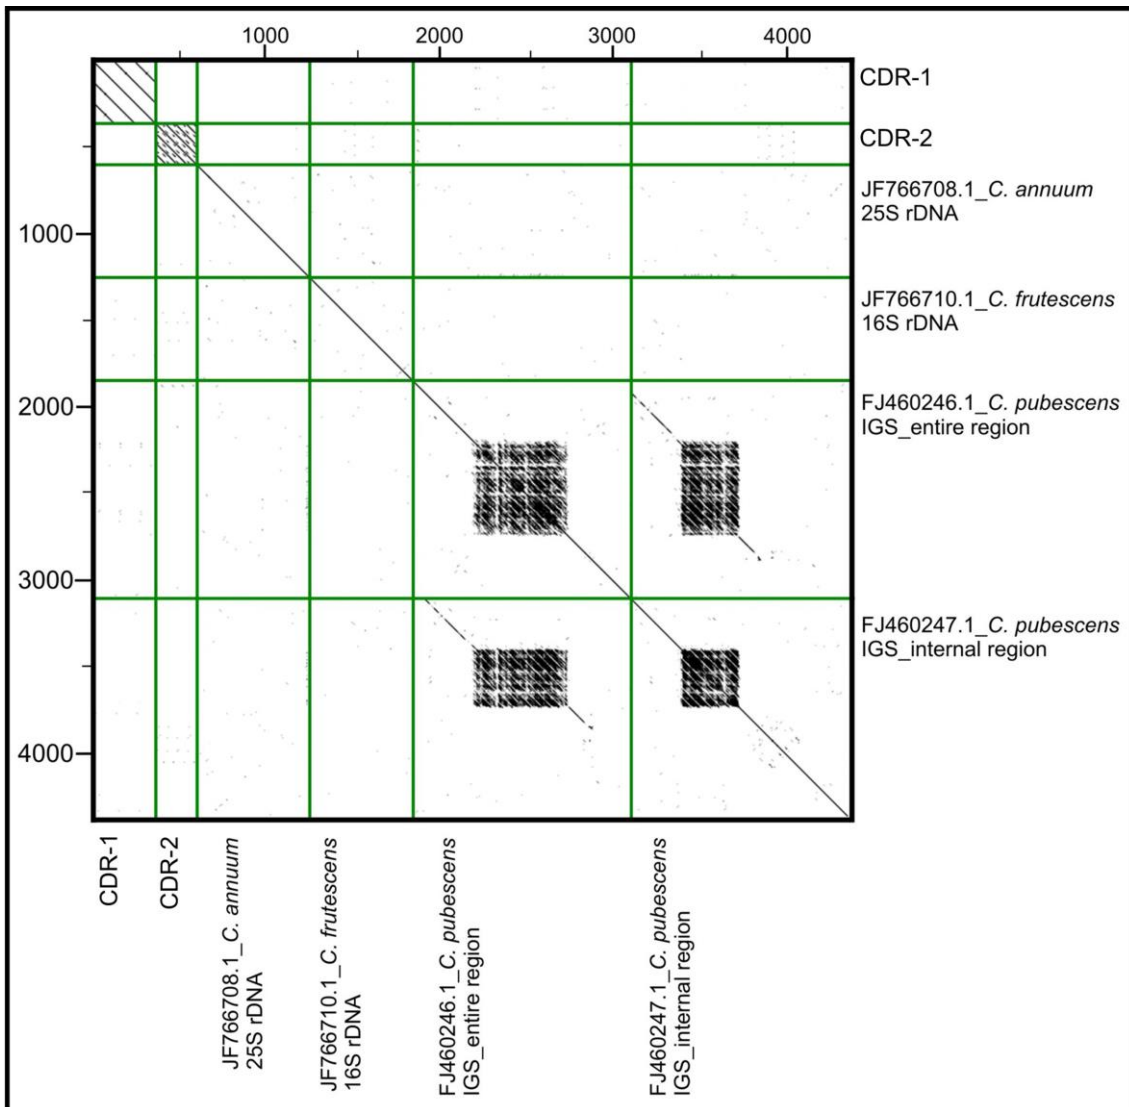 1000
2000
3000
4000
CDR-1
CDR-2
JF766708.1_C. annuum
25S rDNA
JF766710.1_C. frutescens
16S rDNA
FJ460246.1_C. pubescens
IGS_entire region
FJ460247.1_C. pubescens
IGS_internal region
1000
2000
3000
4000
CDR-1
CDR-2
JF766708.1_C. annuum
25S rDNA
JF766710.1_C. frutescens
16S rDNA
FJ460246.1_C. pubescens
IGS_entire region
FJ460247.1_C. pubescens
IGS_internal region